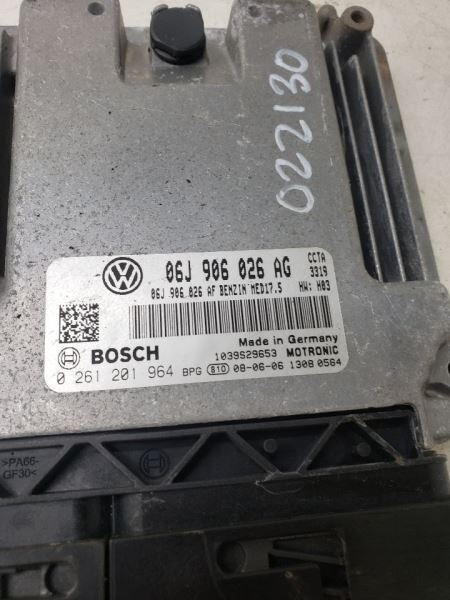 022130
06J 906 026 AG CCTA
06J 906 026 AF BENZIN MED17.5 3319
HW: H03
BOSCH Made in Germany
1039S29653 MOTRONIC
0 261 201 964 BPG 810 08-06-06 1308 0564
>PA66-
GF30<